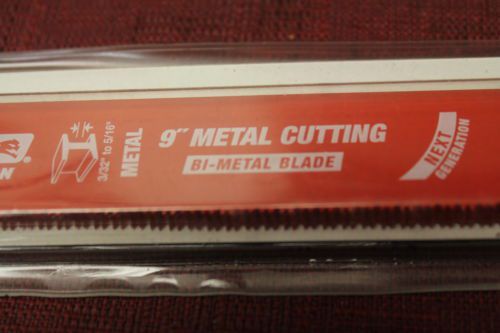 N
3/32" to 5/16"
METAL
9" METAL CUTTING
BI-METAL BLADE
NEXT
GENERATION